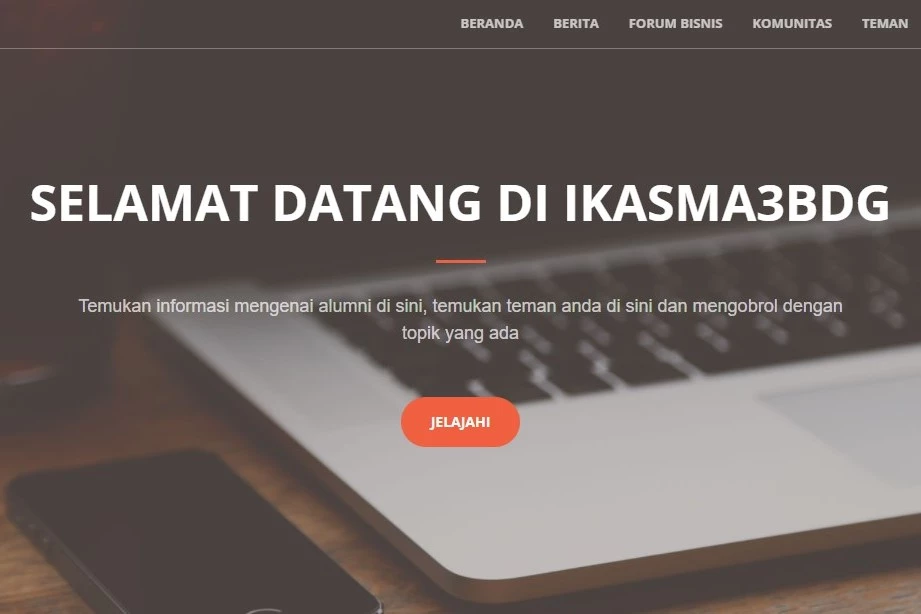 BERANDA BERITA FORUM BISNIS KOMUNITAS TEMAN
SELAMAT DATANG DI IKASMA3BDG
Temukan informasi mengenai alumni di sini, temukan teman anda di sini dan mengobrol dengan
topik yang ada
JELAJAHI